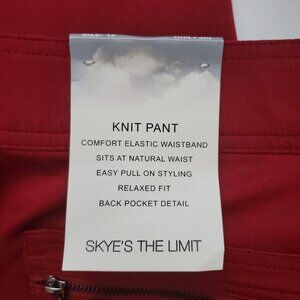 KNIT PANT
COMFORT ELASTIC WAISTBAND
SITS AT NATURAL WAIST
EASY PULL ON STYLING
RELAXED FIT
BACK POCKET DETAIL
SKYE'S THE LIMIT